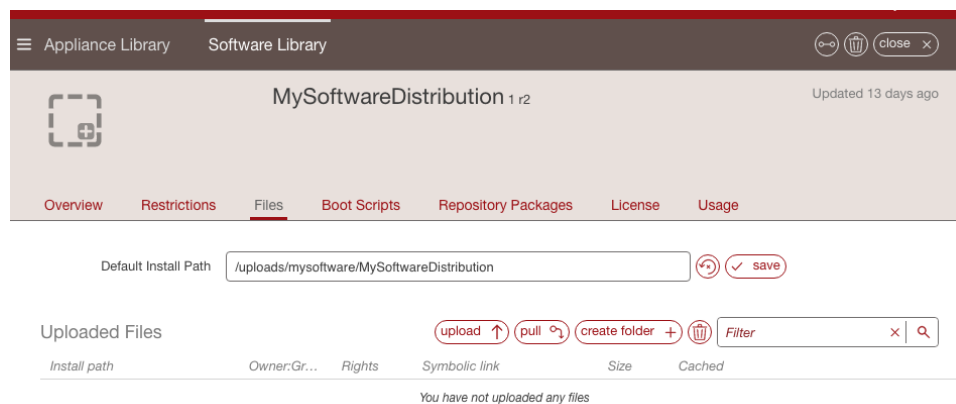 Appliance Library Software Library close ×
MySoftwareDistribution 1 r2 Updated 13 days ago
Overview Restrictions Files Boot Scripts Repository Packages License Usage
Default Install Path /uploads/mysoftware/MySoftwareDistribution save
Uploaded Files upload pull create folder + Filter ×
Install path Owner:Gr... Rights Symbolic link Size Cached
You have not uploaded any files